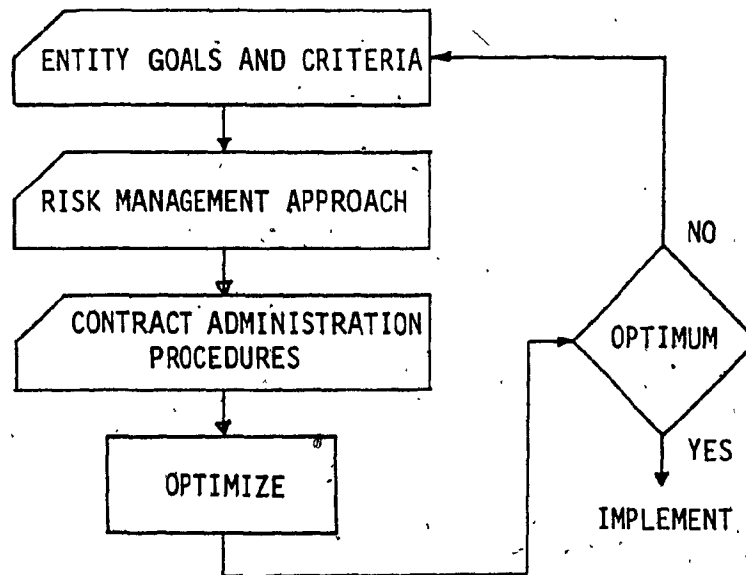 ENTITY GOALS AND CRITERIA
RISK MANAGEMENT APPROACH
CONTRACT ADMINISTRATION
PROCEDURES
OPTIMIZE
NO
OPTIMUM
YES
IMPLEMENT